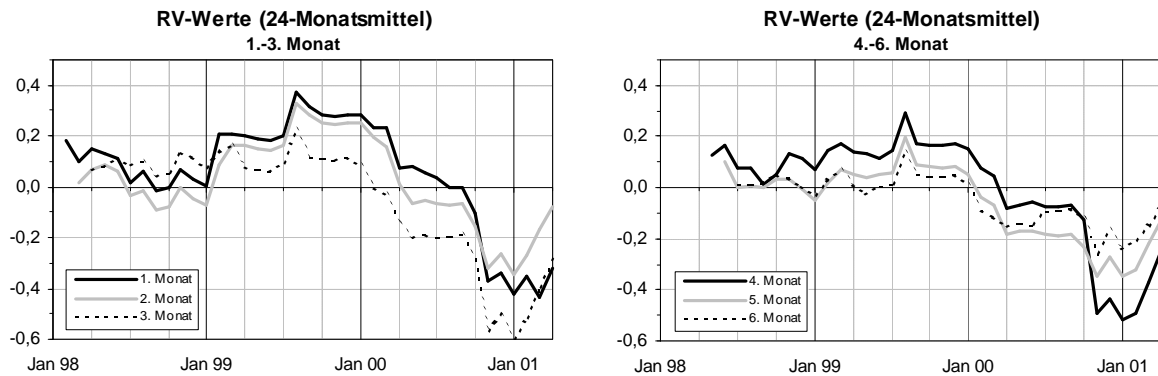 RV-Werte (24-Monatsmittel)
1.-3. Monat
0,4
0,2
0,0
-0,2
-0,4
-0,6
1. Monat
2. Monat
3. Monat
Jan 98
Jan 99
Jan 00
Jan 01
RV-Werte (24-Monatsmittel)
4.-6. Monat
0,4
0,2
0,0
-0,2
-0,4
-0,6
4. Monat
5. Monat
6. Monat
Jan 98
Jan 99
Jan 00
Jan 01